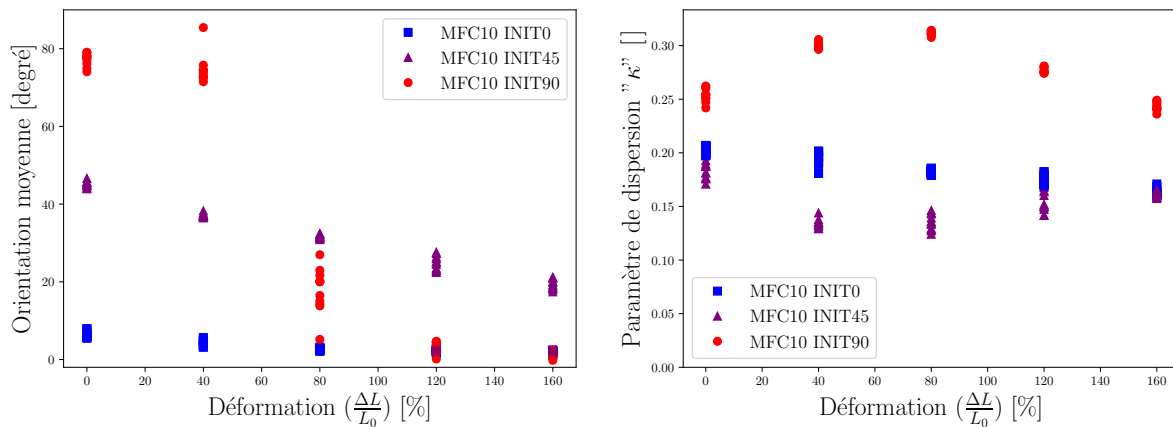 Orientation moyenne [degré]
80
60
40
20
0
MFC10 INIT0
MFC10 INIT45
MFC10 INIT90
0 20 40 60 80 100 120 140 160
Déformation (ΔL/L0) [%]
Paramètre de dispersion "κ" []
0.30
0.25
0.20
0.15
0.10
0.05
0.00
MFC10 INIT0
MFC10 INIT45
MFC10 INIT90
0 20 40 60 80 100 120 140 160
Déformation (ΔL/L0) [%]